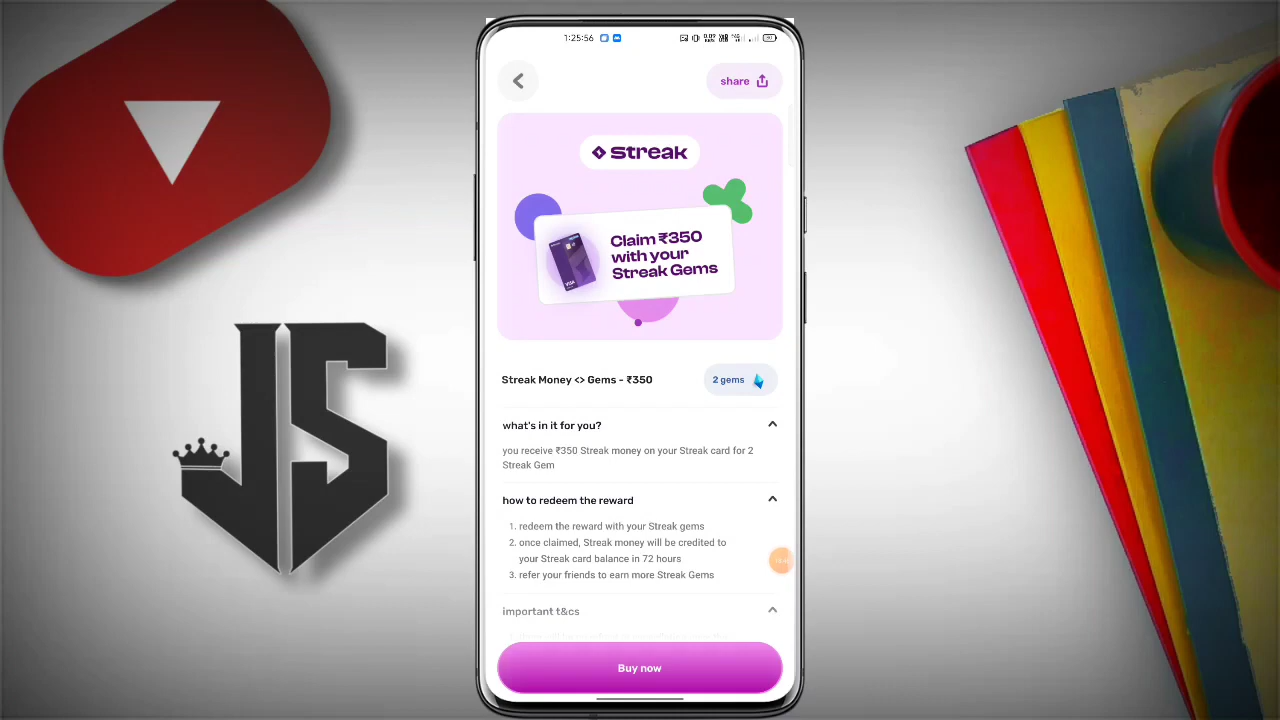 1:25:56
share
Streak
Claim ₹350
with your
Streak Gems
VISA
Streak Money <> Gems - ₹350
2 gems
what's in it for you?
you receive ₹350 Streak money on your Streak card for 2
Streak Gem
how to redeem the reward
1. redeem the reward with your Streak gems
2. once claimed, Streak money will be credited to
your Streak card balance in 72 hours
3. refer your friends to earn more Streak Gems
important t&cs
Buy now
JS